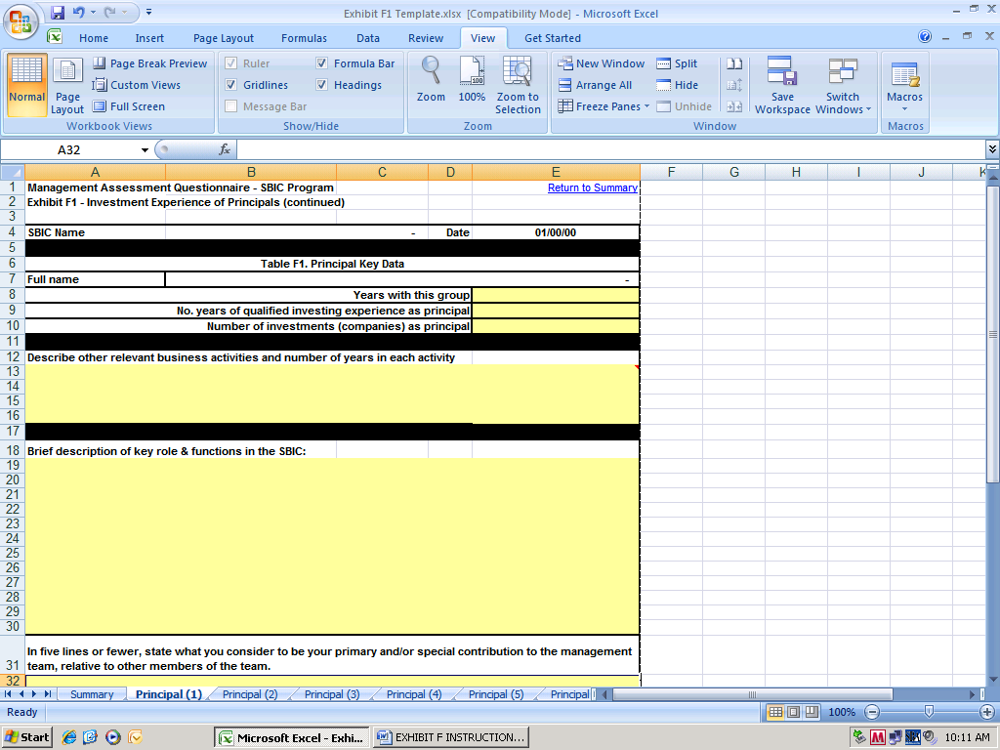 Exhibit F1 Template.xlsx [Compatibility Mode] - Microsoft Excel
Home Insert Page Layout Formulas Data Review View Get Started
Normal
Page Layout
Page Break Preview
Custom Views
Full Screen
Workbook Views
Ruler
Gridlines
Message Bar
Formula Bar
Headings
Show/Hide
Zoom
100%
Zoom to Selection
Zoom
New Window
Arrange All
Freeze Panes
Split
Hide
Unhide
Save Workspace
Switch Windows
Window
Macros
Macros
A32 fx
A B C D E F G H I J K
1 Management Assessment Questionnaire - SBIC Program Return to Summary
2 Exhibit F1 - Investment Experience of Principals (continued)
3
4 SBIC Name - Date 01/00/00
5
6 Table F1. Principal Key Data
7 Full name -
8 Years with this group
9 No. years of qualified investing experience as principal
10 Number of investments (companies) as principal
11
12 Describe other relevant business activities and number of years in each activity
13
14
15
16
17
18 Brief description of key role & functions in the SBIC:
19
20
21
22
23
24
25
26
27
28
29
30
In five lines or fewer, state what you consider to be your primary and/or special contribution to the management
31 team, relative to other members of the team.
32
Summary Principal (1) Principal (2) Principal (3) Principal (4) Principal (5) Principal
Ready 100%
Start Microsoft Excel - Exhi... EXHIBIT F INSTRUCTION... 10:11 AM